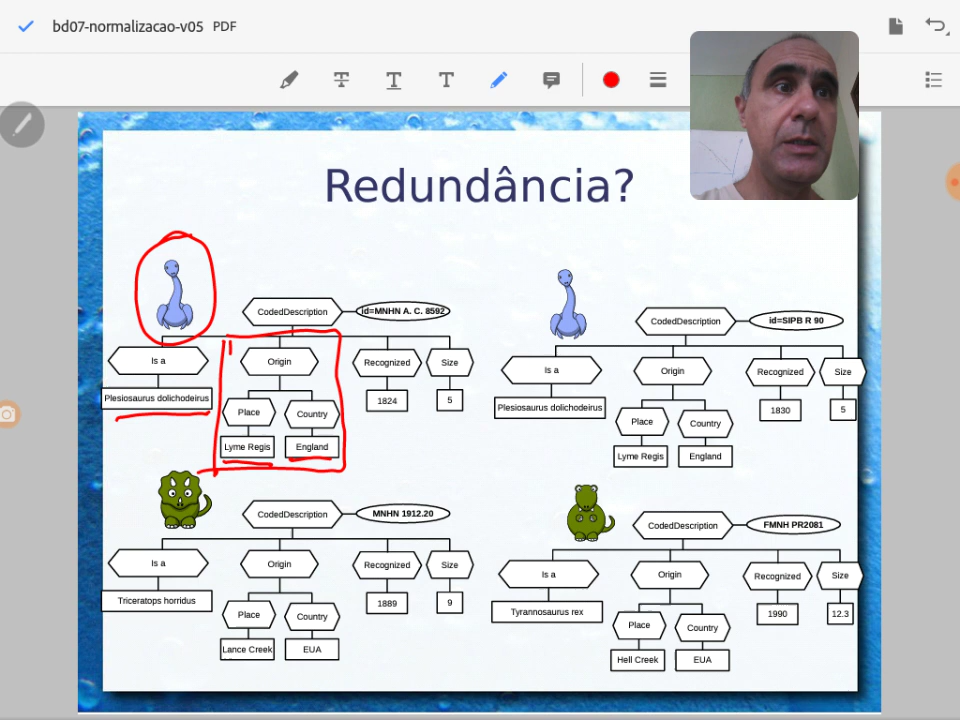 bd07-normalizacao-v05 PDF
Redundância?
CodedDescription
id=MNHN A. C. 8592
Is a
Origin
Recognized
Size
Plesiosaurus dolichodeirus
Place
Country
1824
5
Lyme Regis
England
CodedDescription
id=SIPB R 90
Is a
Origin
Recognized
Size
Plesiosaurus dolichodeirus
Place
Country
1830
5
Lyme Regis
England
CodedDescription
MNHN 1912.20
Is a
Origin
Recognized
Size
Triceratops horridus
Place
Country
1889
9
Lance Creek
EUA
CodedDescription
FMNH PR2081
Is a
Origin
Recognized
Size
Tyrannosaurus rex
Place
Country
1990
12.3
Hell Creek
EUA